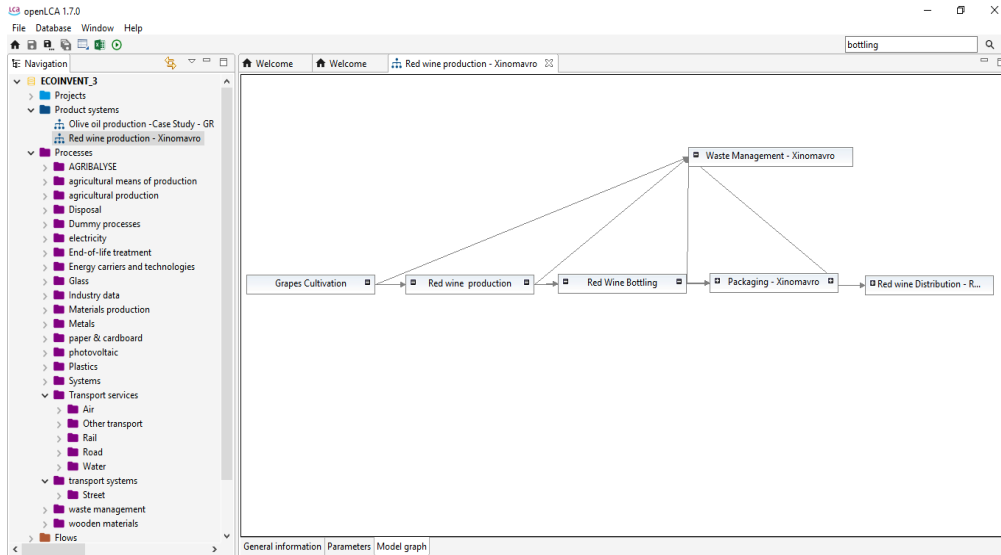 LCA openLCA 1.7.0
File Database Window Help
bottling
Navigation
Welcome
Welcome
Red wine production - Xinomavro
ECOINVENT_3
Projects
Product systems
Olive oil production -Case Study - GR
Red wine production - Xinomavro
Processes
AGRIBALYSE
agricultural means of production
agricultural production
Disposal
Dummy processes
electricity
End-of-life treatment
Energy carriers and technologies
Glass
Industry data
Materials production
Metals
paper & cardboard
photovoltaic
Plastics
Systems
Transport services
Air
Other transport
Rail
Road
Water
transport systems
Street
waste management
wooden materials
Flows
Waste Management - Xinomavro
Grapes Cultivation
Red wine production
Red Wine Bottling
Packaging - Xinomavro
Red wine Distribution - R...
General information Parameters Model graph